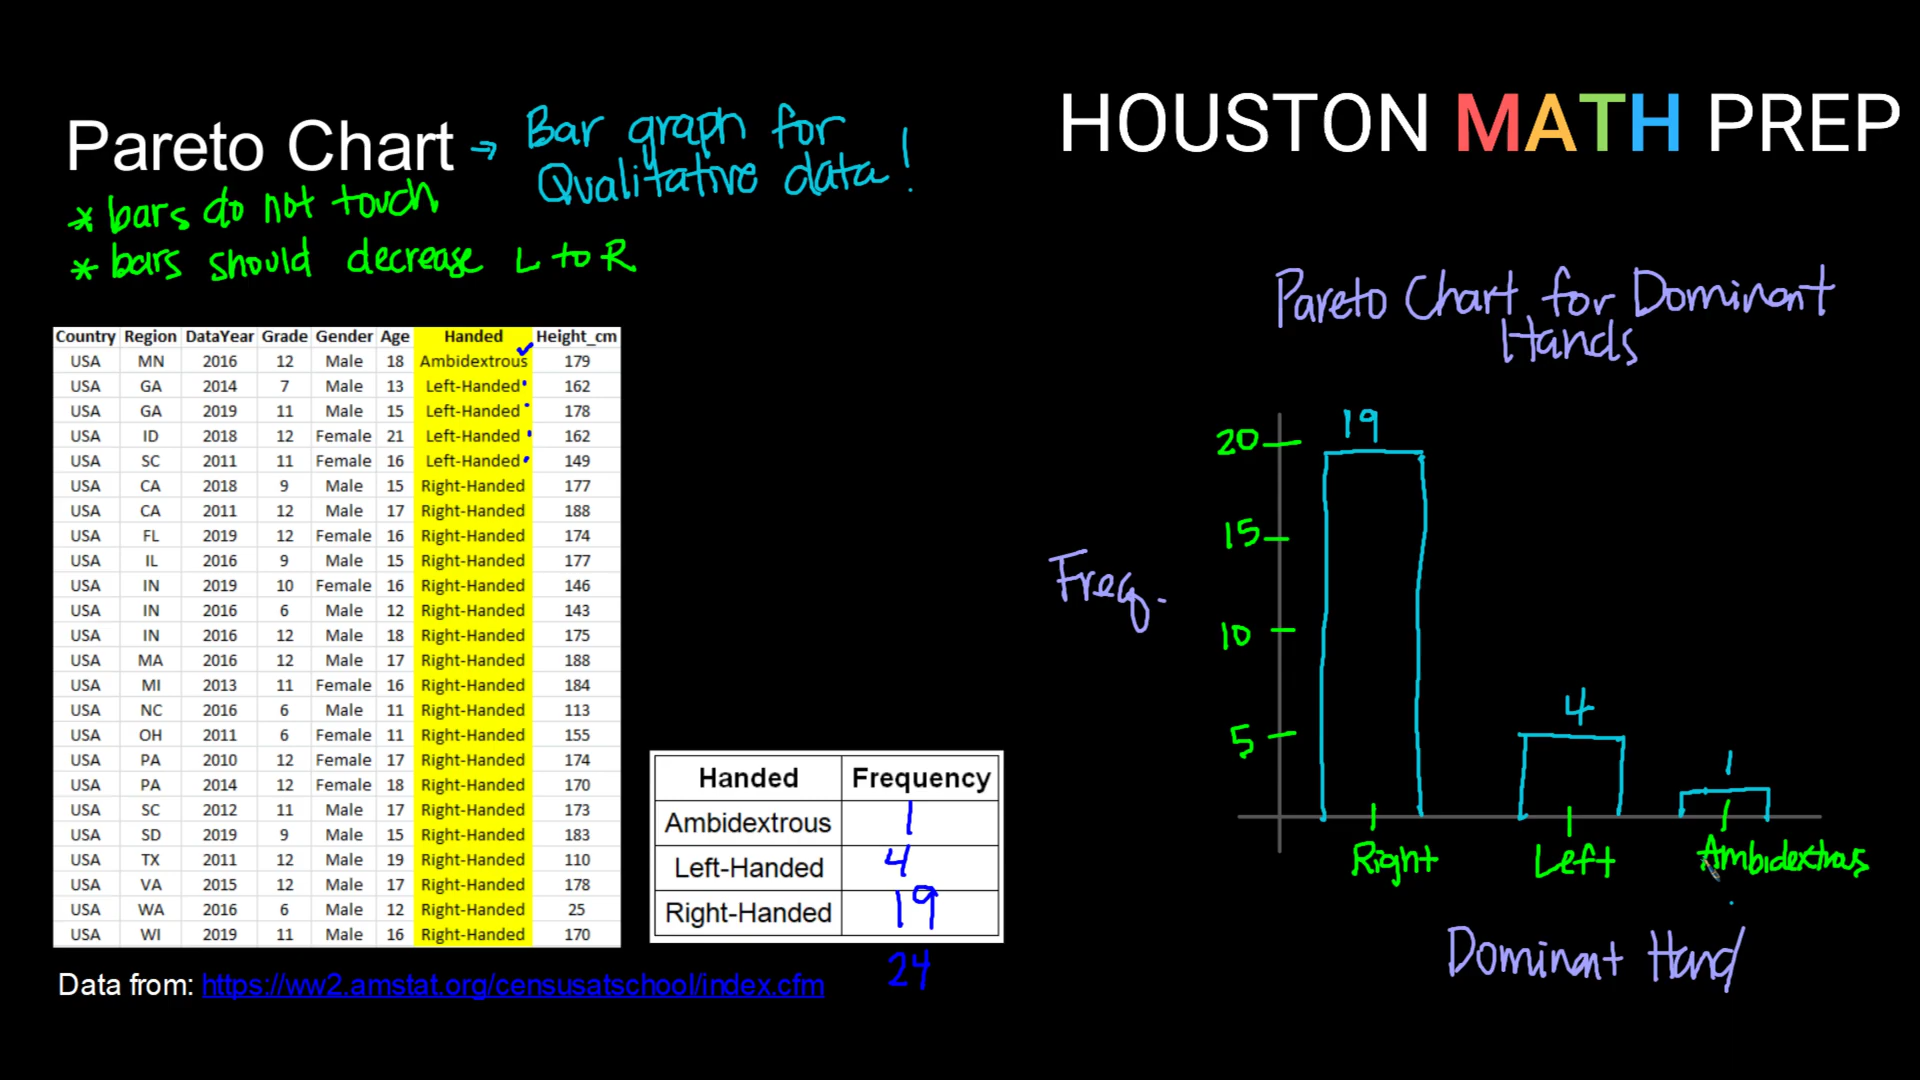 HOUSTON MATH PREP
Pareto Chart → Bar graph for
Qualitative data!
* bars do not touch
* bars should decrease L to R
Country Region DataYear Grade Gender Age Handed Height_cm
USA MN 2016 12 Male 18 Ambidextrous 179
USA GA 2014 7 Male 13 Left-Handed 162
USA GA 2019 11 Male 15 Left-Handed 178
USA ID 2018 12 Female 21 Left-Handed 162
USA SC 2011 11 Female 16 Left-Handed 149
USA CA 2018 9 Male 15 Right-Handed 177
USA CA 2011 12 Male 17 Right-Handed 188
USA FL 2019 12 Female 16 Right-Handed 174
USA IL 2016 9 Male 15 Right-Handed 177
USA IN 2019 10 Female 16 Right-Handed 146
USA IN 2016 6 Male 12 Right-Handed 143
USA IN 2016 12 Male 18 Right-Handed 175
USA MA 2016 12 Male 17 Right-Handed 188
USA MI 2013 11 Female 16 Right-Handed 184
USA NC 2016 6 Male 11 Right-Handed 113
USA OH 2011 6 Female 11 Right-Handed 155
USA PA 2010 12 Female 17 Right-Handed 174
USA PA 2014 12 Female 18 Right-Handed 170
USA SC 2012 11 Male 17 Right-Handed 173
USA SD 2019 9 Male 15 Right-Handed 183
USA TX 2011 12 Male 19 Right-Handed 110
USA VA 2015 12 Male 17 Right-Handed 178
USA WA 2016 6 Male 12 Right-Handed 25
USA WI 2019 11 Male 16 Right-Handed 170
Data from: https://ww2.amstat.org/censusatschool/index.cfm
Handed Frequency
Ambidextrous 1
Left-Handed 4
Right-Handed 19
24
Pareto Chart for Dominant
Hands
Freq.
20
15
10
5
19
4
1
Right Left Ambidextrous
Dominant Hand